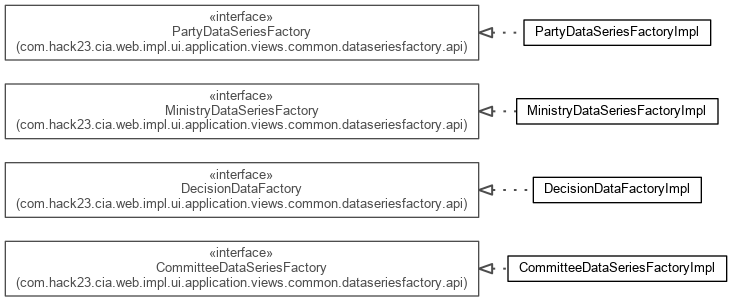 «interface»
PartyDataSeriesFactory
(com.hack23.cia.web.impl.ui.application.views.common.dataseriesfactory.api)
PartyDataSeriesFactoryImpl
«interface»
MinistryDataSeriesFactory
(com.hack23.cia.web.impl.ui.application.views.common.dataseriesfactory.api)
MinistryDataSeriesFactoryImpl
«interface»
DecisionDataFactory
(com.hack23.cia.web.impl.ui.application.views.common.dataseriesfactory.api)
DecisionDataFactoryImpl
«interface»
CommitteeDataSeriesFactory
(com.hack23.cia.web.impl.ui.application.views.common.dataseriesfactory.api)
CommitteeDataSeriesFactoryImpl